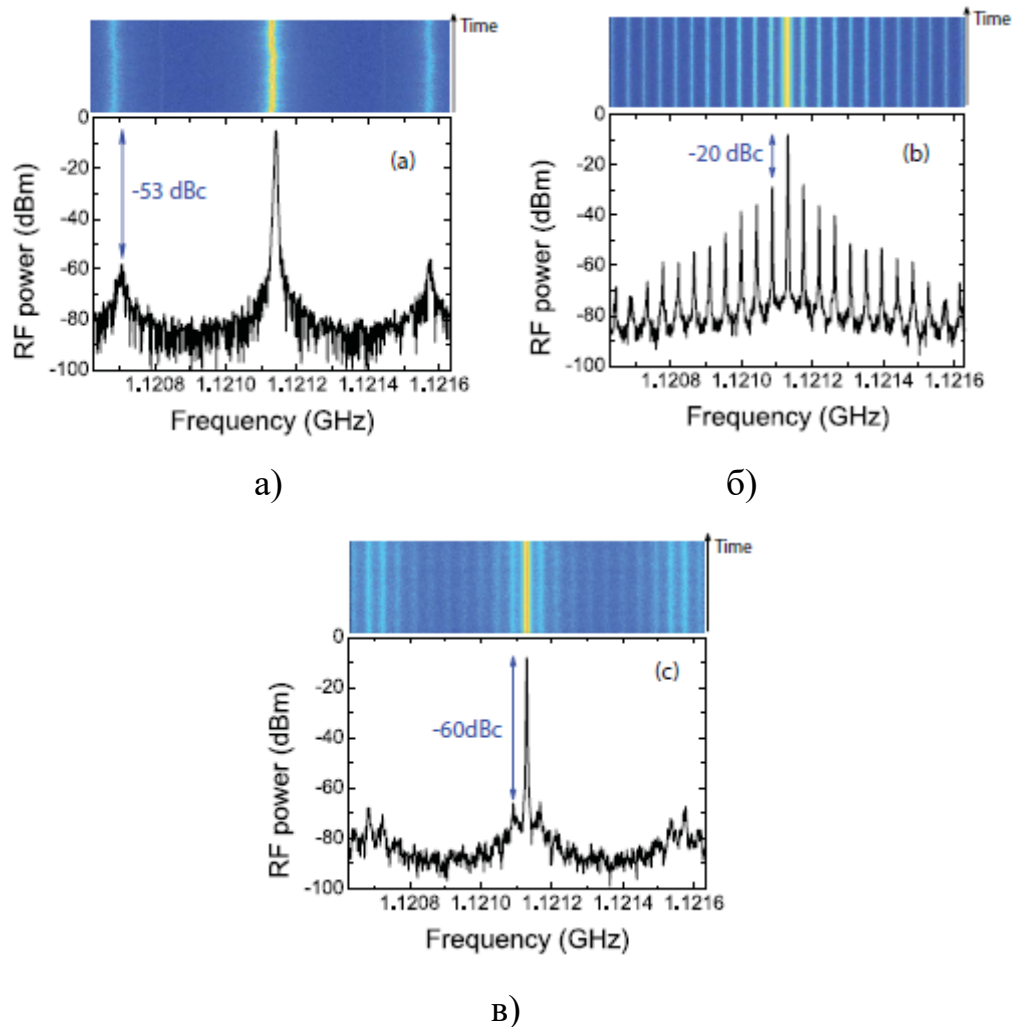 Time
0
-20
-40
-60
-80
-100
RF power (dBm)
(a)
-53 dBc
1.1208 1.1210 1.1212 1.1214 1.1216
Frequency (GHz)
а)
Time
0
-20
-40
-60
-80
-100
RF power (dBm)
(b)
-20 dBc
1.1208 1.1210 1.1212 1.1214 1.1216
Frequency (GHz)
б)
Time
0
-20
-40
-60
-80
-100
RF power (dBm)
(c)
-60dBc
1.1208 1.1210 1.1212 1.1214 1.1216
Frequency (GHz)
в)